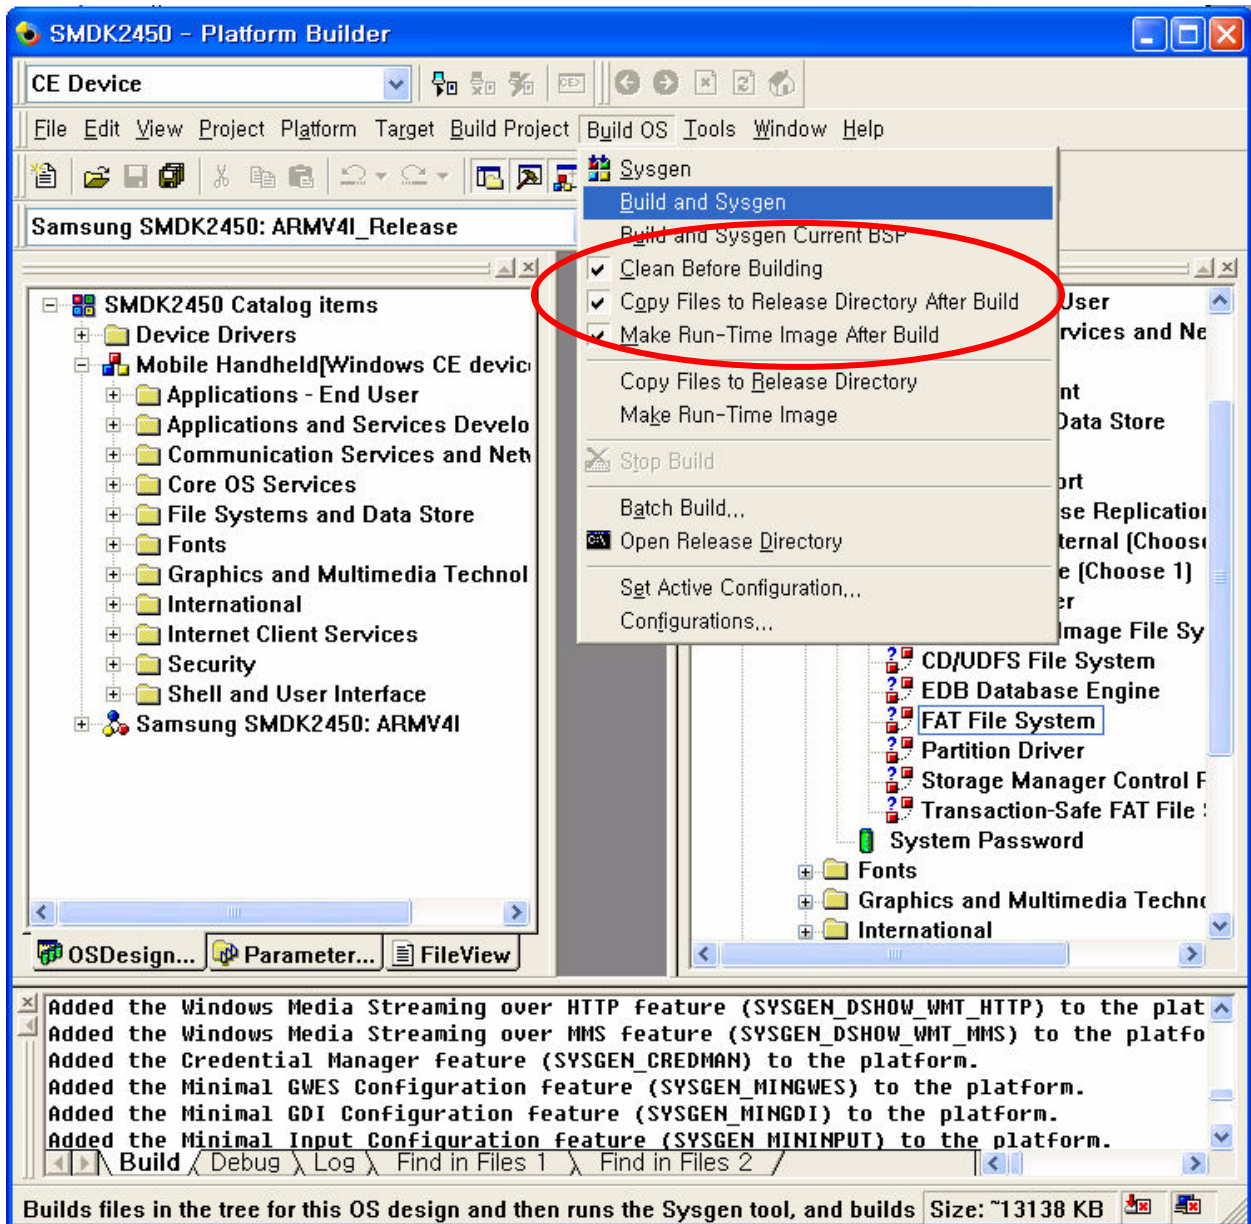 SMDK2450 - Platform Builder
CE Device
File Edit View Project Platform Target Build Project Build OS Tools Window Help
Samsung SMDK2450: ARMV4I_Release
Sysgen
Build and Sysgen
Build and Sysgen Current BSP
Clean Before Building
Copy Files to Release Directory After Build
Make Run-Time Image After Build
Copy Files to Release Directory
Make Run-Time Image
Stop Build
Batch Build...
Open Release Directory
Set Active Configuration...
Configurations...
SMDK2450 Catalog items
Device Drivers
Mobile Handheld[Windows CE devic
Applications - End User
Applications and Services Develo
Communication Services and Net
Core OS Services
File Systems and Data Store
Fonts
Graphics and Multimedia Technol
International
Internet Client Services
Security
Shell and User Interface
Samsung SMDK2450: ARMV4I
OSDesign... Parameter... FileView
User
rvices and Ne
nt
Data Store
ort
se Replication
ternal (Choose
e (Choose 1)
er
Image File Sy
CD/UDFS File System
EDB Database Engine
FAT File System
Partition Driver
Storage Manager Control P
Transaction-Safe FAT File
System Password
Fonts
Graphics and Multimedia Techno
International
Added the Windows Media Streaming over HTTP feature (SYSGEN_DSHOW_WMT_HTTP) to the plat
Added the Windows Media Streaming over MMS feature (SYSGEN_DSHOW_WMT_MMS) to the platfo
Added the Credential Manager feature (SYSGEN_CREDMAN) to the platform.
Added the Minimal GWES Configuration feature (SYSGEN_MINGWES) to the platform.
Added the Minimal GDI Configuration feature (SYSGEN_MINGDI) to the platform.
Added the Minimal Input Configuration feature (SYSGEN_MININPUT) to the platform.
Build Debug Log Find in Files 1 Find in Files 2
Builds files in the tree for this OS design and then runs the Sysgen tool, and builds Size: ~13138 KB